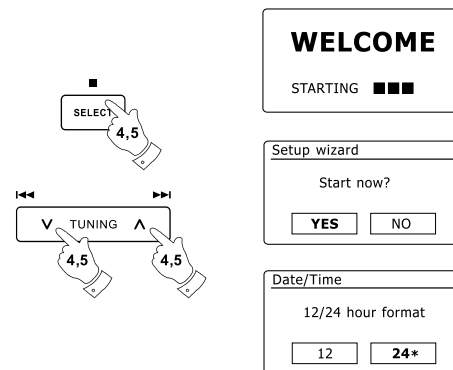 SELECT
4,5
TUNING
4,5
4,5
WELCOME
STARTING
Setup wizard
Start now?
YES NO
Date/Time
12/24 hour format
12 24*